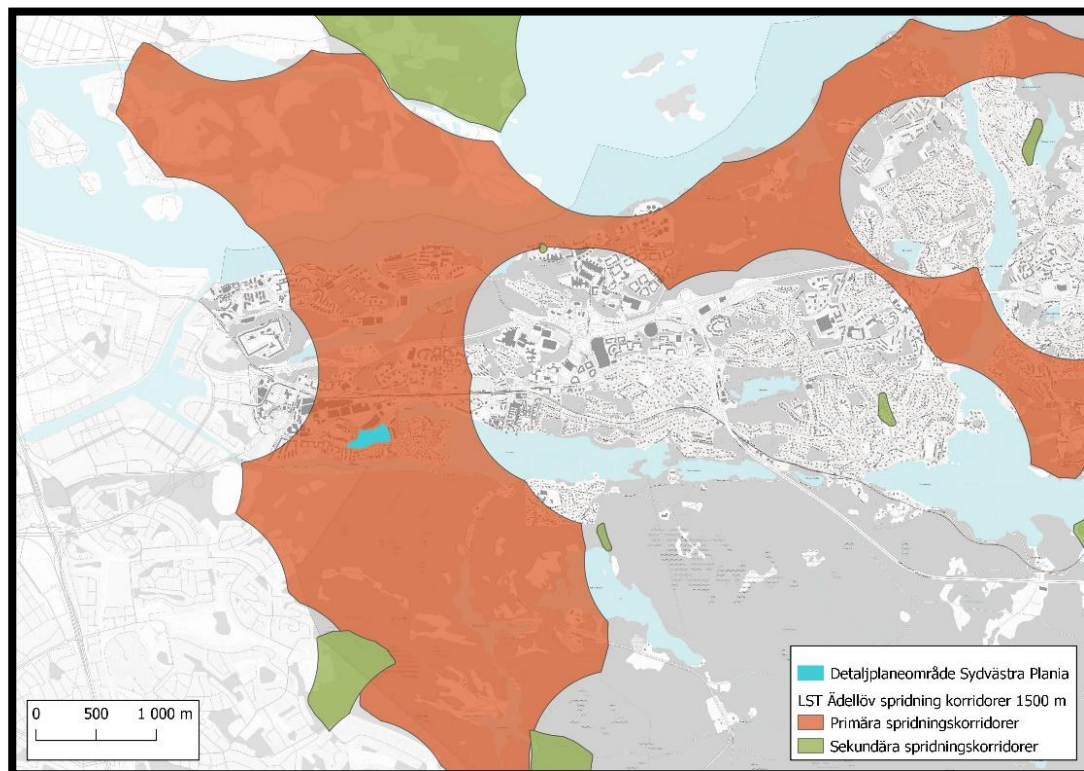 0 500 1 000 m
Detaljplaneområde Sydvästra Plania
LST Ädellöv spridning korridorer 1500 m
Primära spridningskorridorer
Sekundära spridningskorridorer